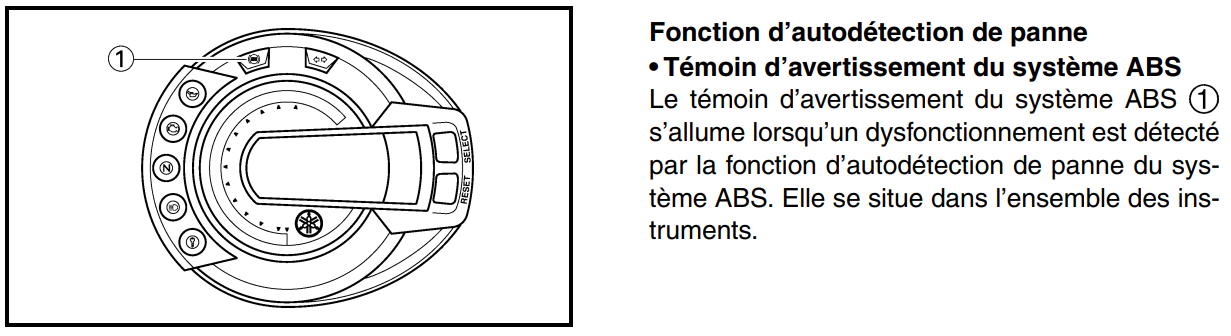 ①
N
SELECT
RESET
Fonction d’autodétection de panne
• Témoin d’avertissement du système ABS
Le témoin d’avertissement du système ABS ①
s’allume lorsqu’un dysfonctionnement est détecté
par la fonction d’autodétection de panne du sys-
tème ABS. Elle se situe dans l’ensemble des ins-
truments.